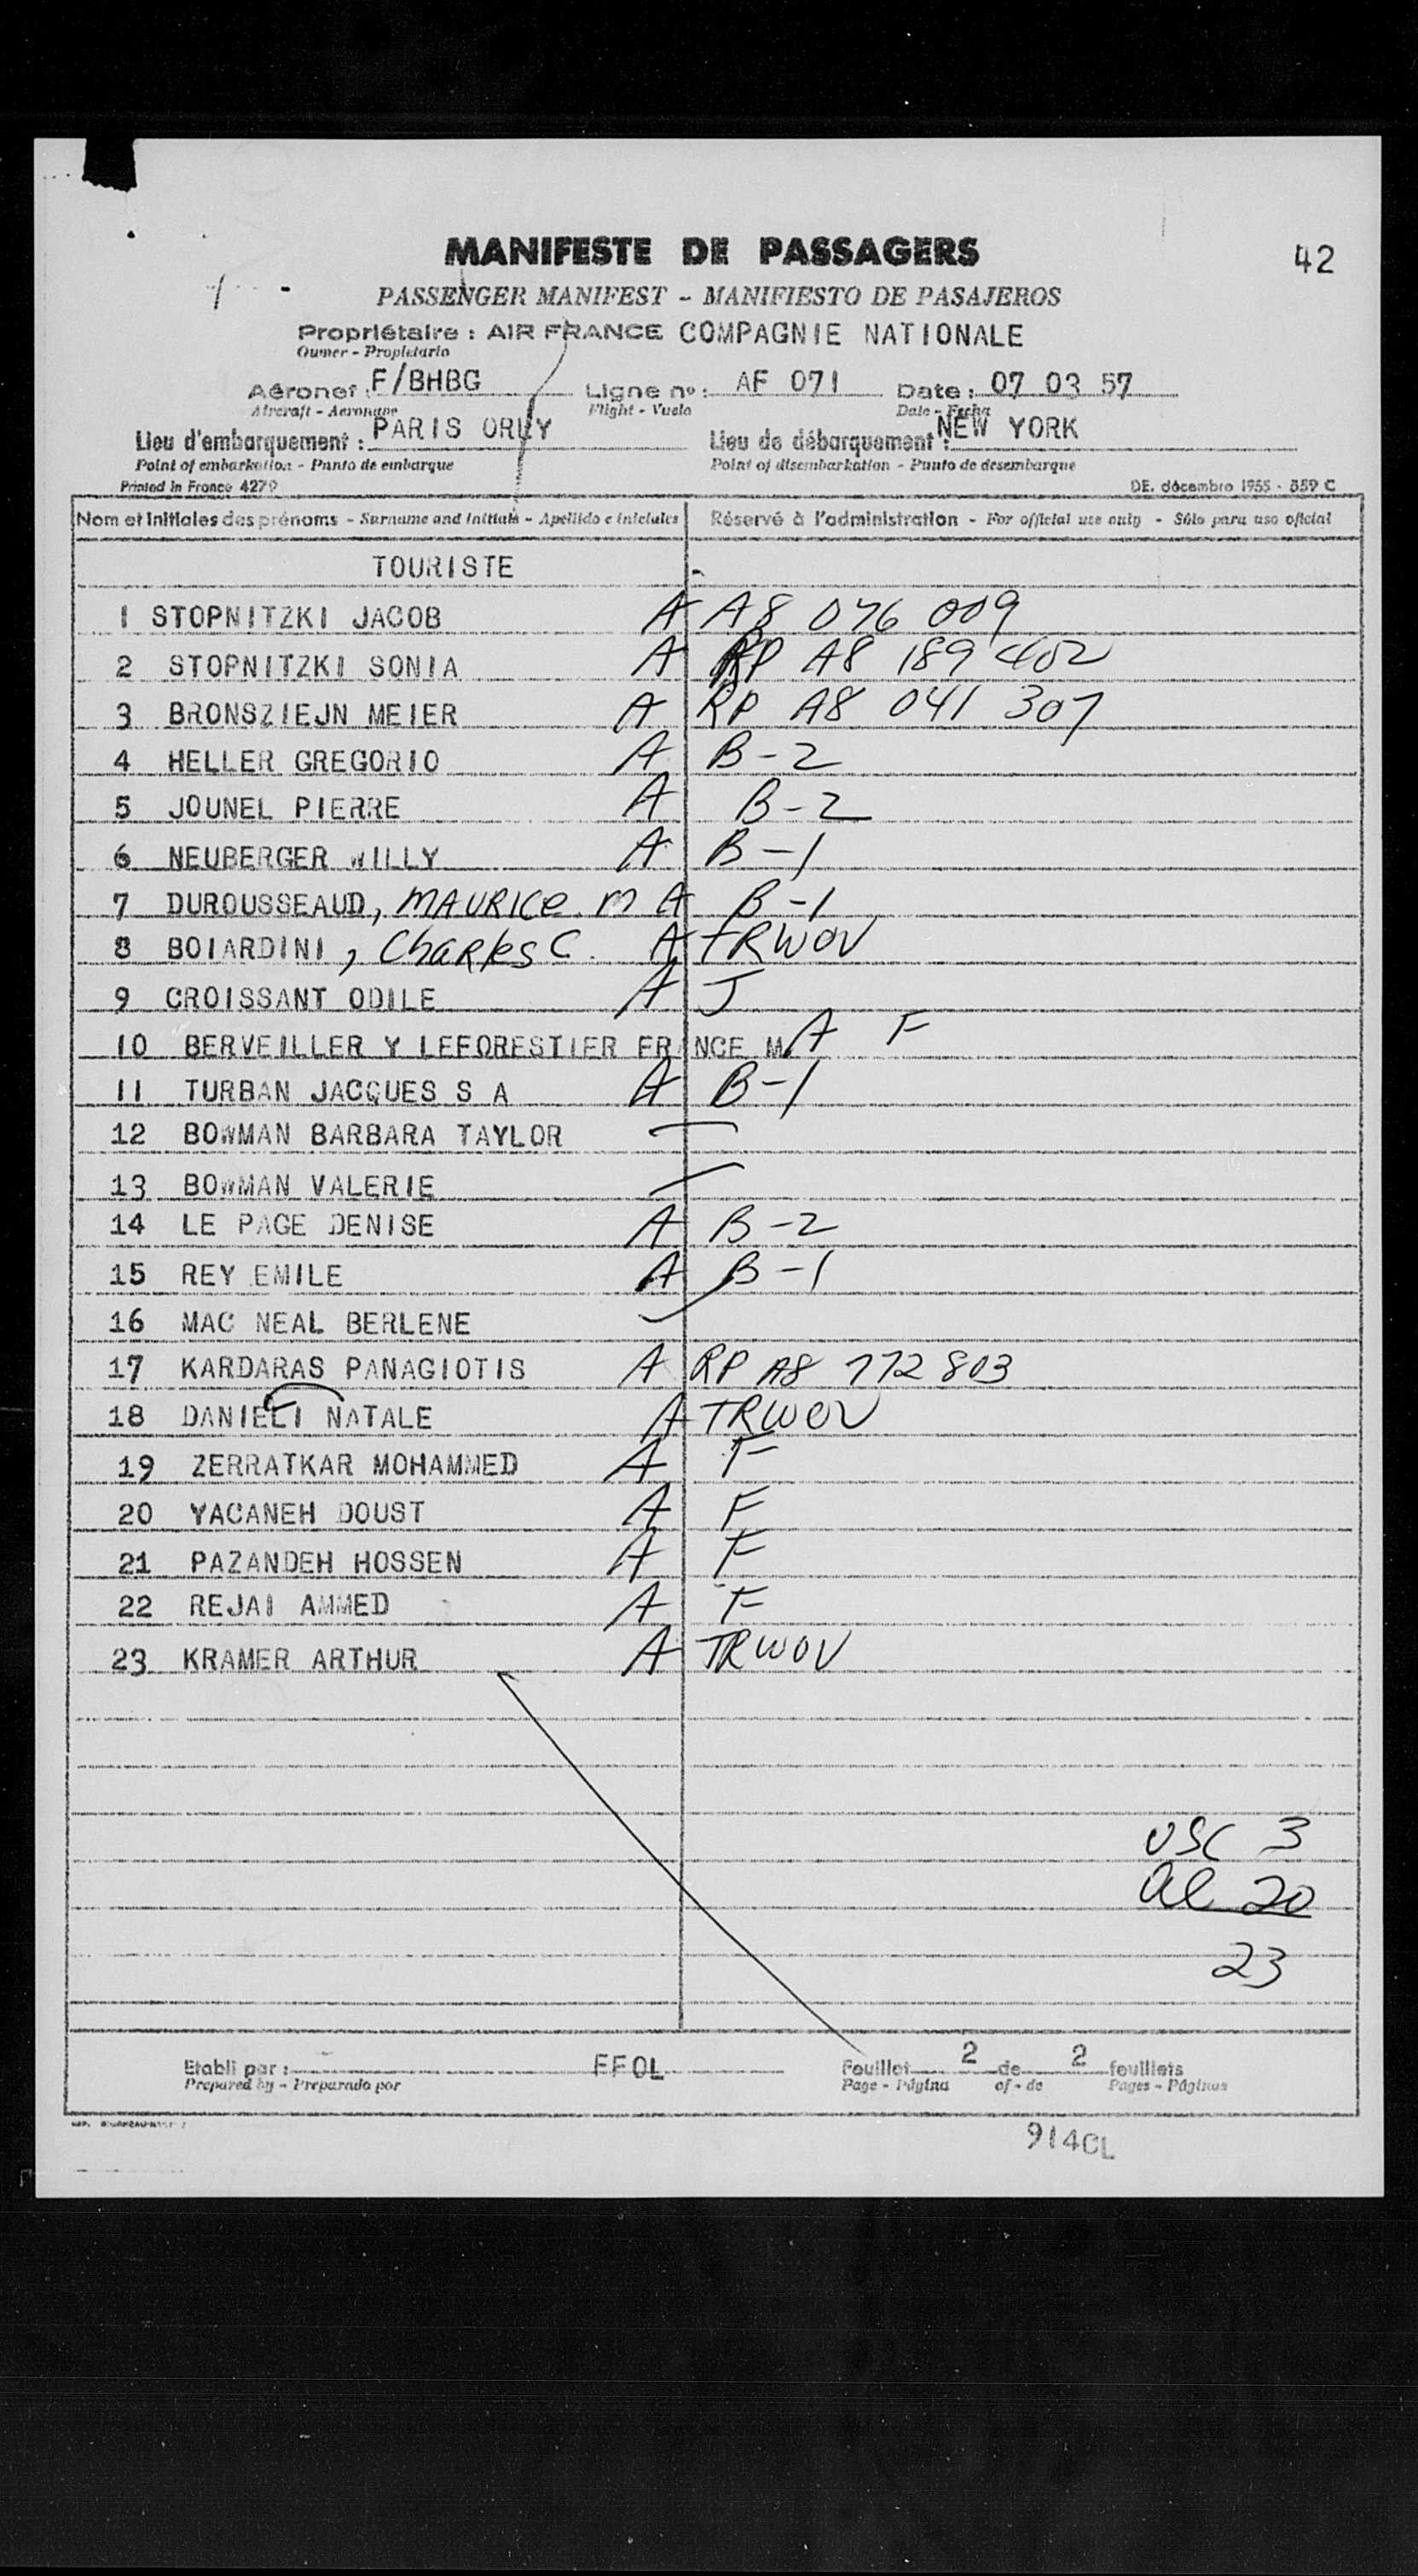 MANIFESTE DE PASSAGERS
42
PASSENGER MANIFEST - MANIFIESTO DE PASAJEROS
Propriétaire : AIR FRANCE COMPAGNIE NATIONALE
Owner - Propietario
Aéronef : F/BHBG Ligne no : AF 071 Date : 07 03 57
Aircraft - Aeronave Flight - Vuelo Date - Fecha
Lieu d'embarquement : PARIS ORLY Lieu de débarquement : NEW YORK
Point of embarkation - Punto de embarque Point of disembarkation - Punto de desembarque
Printed in France 4279 DE. décembre 1955 - 559 C
Nom et initiales des prénoms - Surname and initials - Apellido e iniciales Réservé à l'administration - For official use only - Sólo para uso oficial
TOURISTE
1 STOPNITZKI JACOB A A8 076 009
2 STOPNITZKI SONIA A RP A8 189 402
3 BRONSZIEJN MEIER A RP A8 041 307
4 HELLER GREGORIO A B-2
5 JOUNEL PIERRE A B-2
6 NEUBERGER WILLY A B-1
7 DUROUSSEAUD, MAURICE. M A B-1
8 BOIARDINI, Charles C. A TRWOV
9 CROISSANT ODILE A J
10 BERVEILLER Y LEFORESTIER FRANCE M. A F
11 TURBAN JACQUES S A A B-1
12 BOWMAN BARBARA TAYLOR
13 BOWMAN VALERIE
14 LE PAGE DENISE A B-2
15 REY EMILE A B-1
16 MAC NEAL BERLENE
17 KARDARAS PANAGIOTIS A RP A8 772 803
18 DANIELI NATALE A TRWOV
19 ZERRATKAR MOHAMMED A F
20 YACANEH DOUST A F
21 PAZANDEH HOSSEN A F
22 REJAI AMMED A F
23 KRAMER ARTHUR A TRWOV
USC 3
al 20
23
Etabli par : FFOL Feuillet 2 de 2 feuillets
Prepared by - Preparado por Page - Página of - de Pages - Páginas
914CL